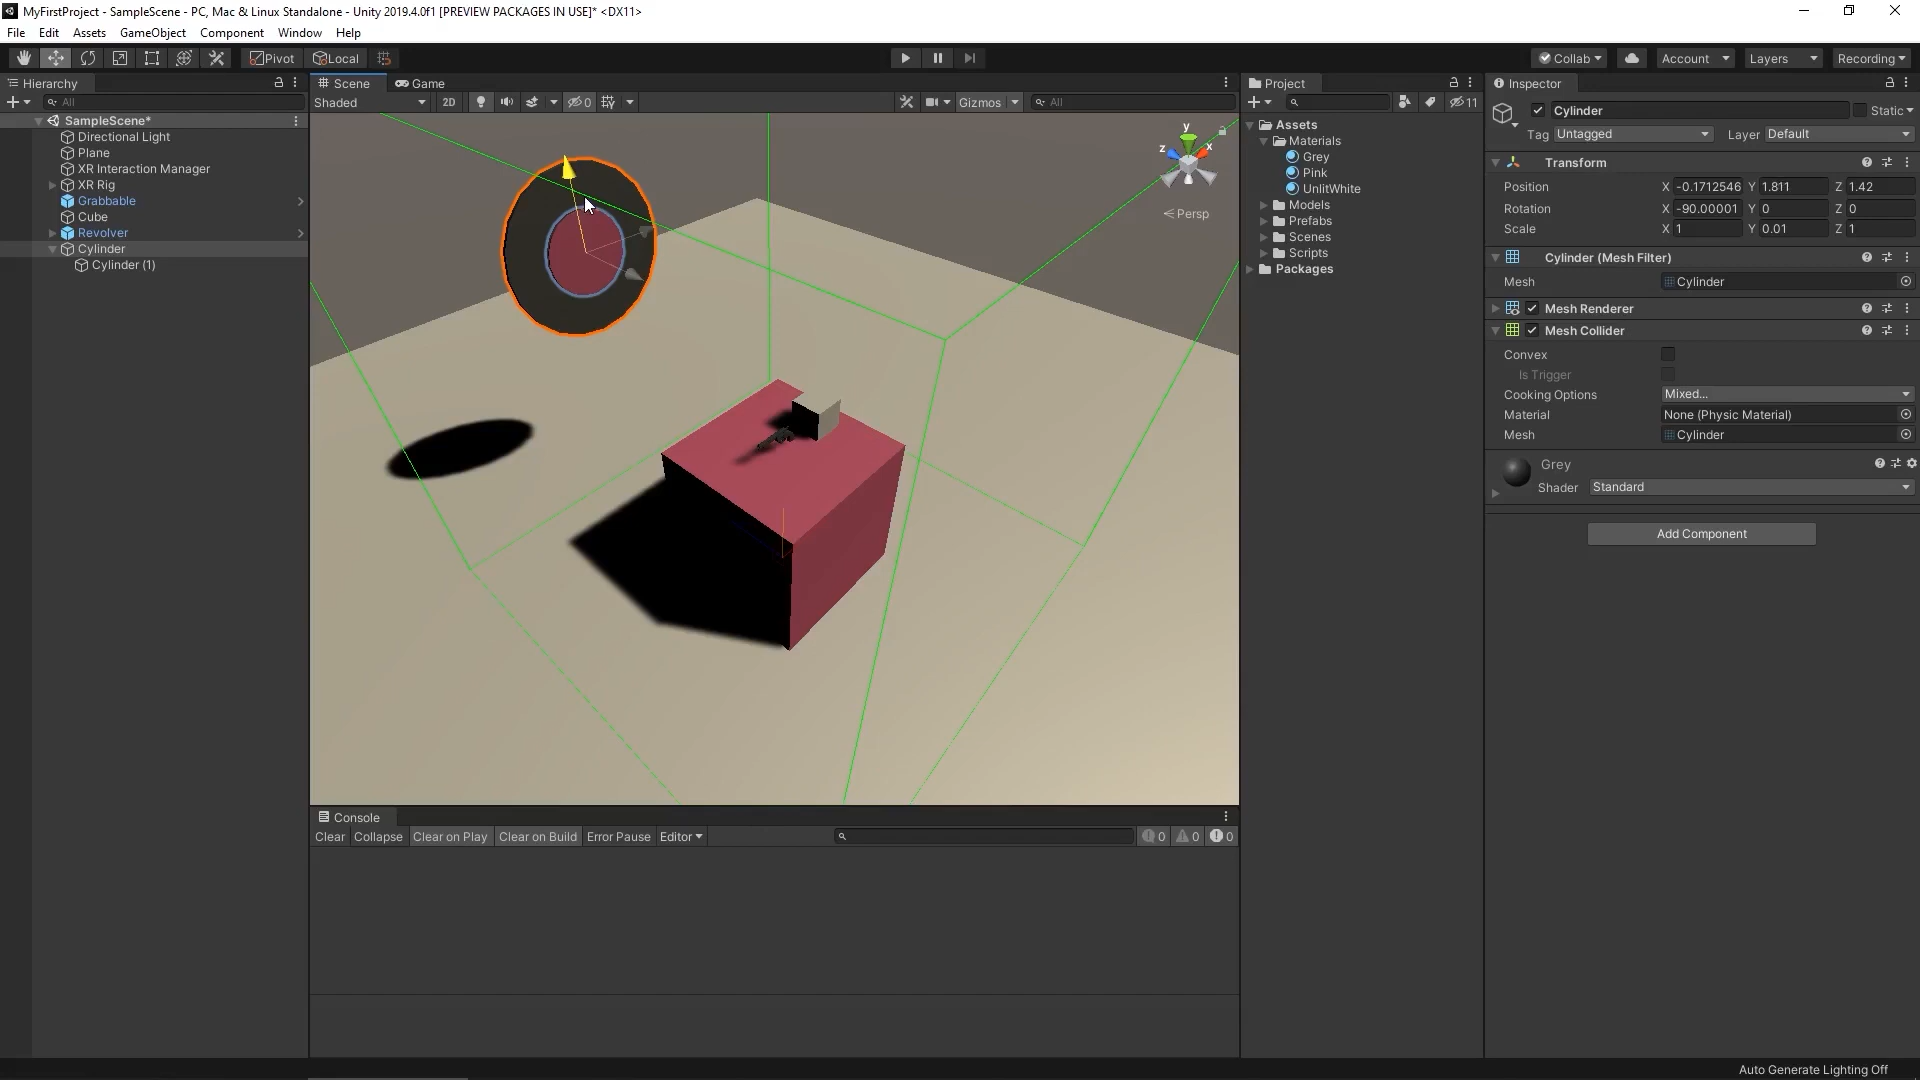 MyFirstProject - SampleScene - PC, Mac & Linux Standalone - Unity 2019.4.0f1 [PREVIEW PACKAGES IN USE]* <DX11>
File Edit Assets GameObject Component Window Help
Pivot Local Collab Account Layers Recording
Hierarchy
All
SampleScene*
Directional Light
Plane
XR Interaction Manager
XR Rig
Grabbable
Cube
Revolver
Cylinder
Cylinder (1)
Scene Game
Shaded 2D 0 Gizmos All
y
z x
Persp
Console
Clear Collapse Clear on Play Clear on Build Error Pause Editor 0 0 0
Project
11
Assets
Materials
Grey
Pink
UnlitWhite
Models
Prefabs
Scenes
Scripts
Packages
Inspector
Cylinder Static
Tag Untagged Layer Default
Transform
Position X -0.1712546 Y 1.811 Z 1.42
Rotation X -90.00001 Y 0 Z 0
Scale X 1 Y 0.01 Z 1
Cylinder (Mesh Filter)
Mesh Cylinder
Mesh Renderer
Mesh Collider
Convex
Is Trigger
Cooking Options Mixed...
Material None (Physic Material)
Mesh Cylinder
Grey
Shader Standard
Add Component
Auto Generate Lighting Off